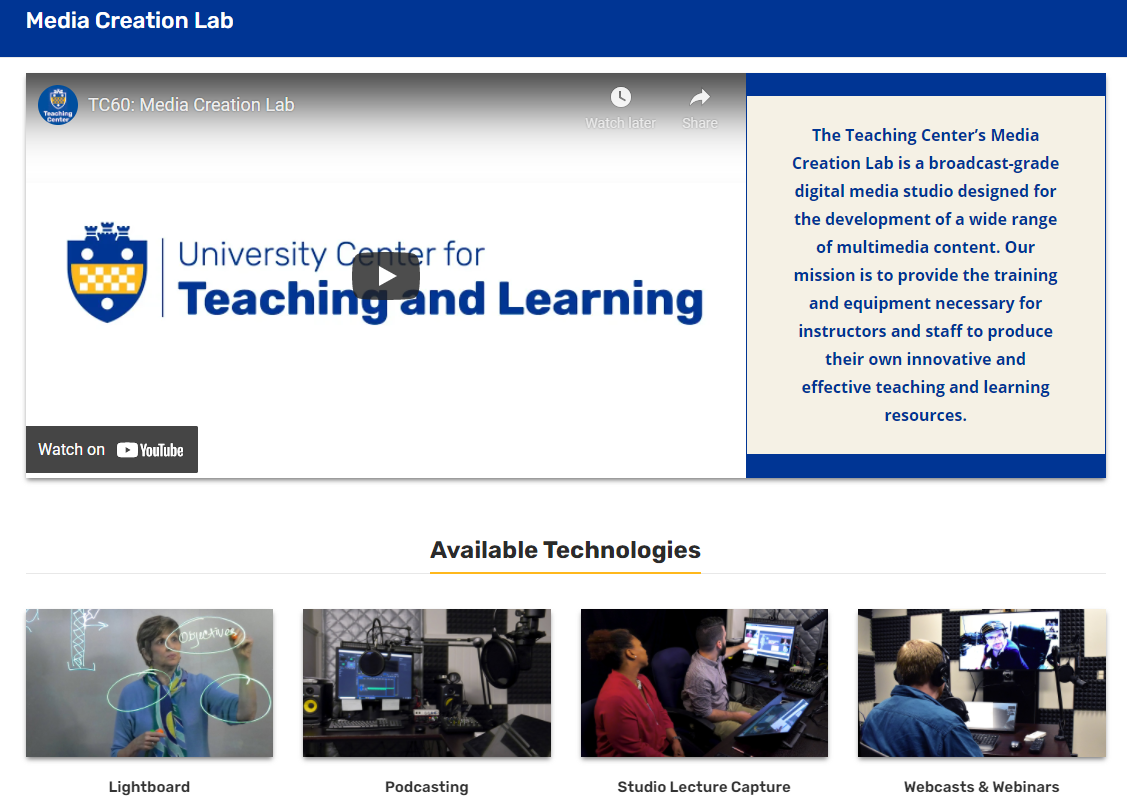 Media Creation Lab
Teaching
Center
TC60: Media Creation Lab
Watch later
Share
University Center for
Teaching and Learning
Watch on YouTube
The Teaching Center’s Media
Creation Lab is a broadcast-grade
digital media studio designed for
the development of a wide range
of multimedia content. Our
mission is to provide the training
and equipment necessary for
instructors and staff to produce
their own innovative and
effective teaching and learning
resources.
Available Technologies
Objectives
Lightboard
Podcasting
Studio Lecture Capture
Webcasts & Webinars